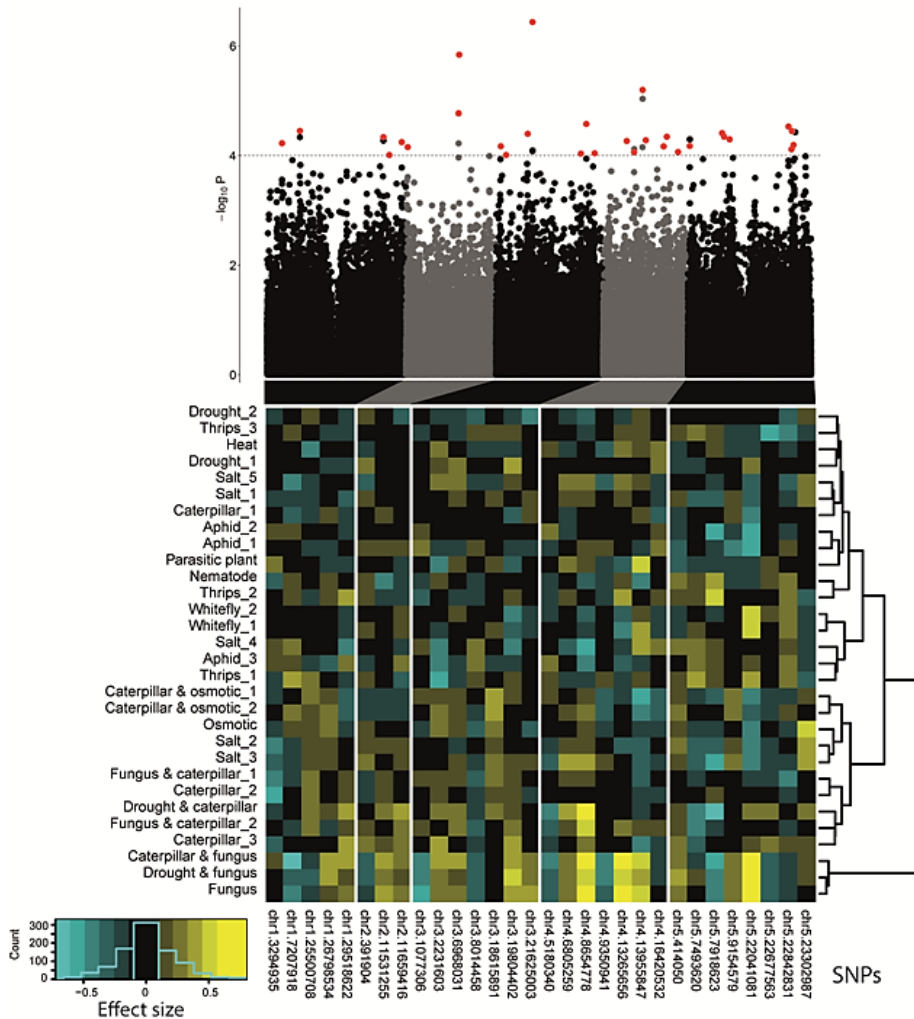 6
4
2
0
− log10 P
Drought_2
Thrips_3
Heat
Drought_1
Salt_5
Salt_1
Caterpillar_1
Aphid_2
Aphid_1
Parasitic plant
Nematode
Thrips_2
Whitefly_2
Whitefly_1
Salt_4
Aphid_3
Thrips_1
Caterpillar & osmotic_1
Caterpillar & osmotic_2
Osmotic
Salt_2
Salt_3
Fungus & caterpillar_1
Caterpillar_2
Drought & caterpillar
Fungus & caterpillar_2
Caterpillar_3
Caterpillar & fungus
Drought & fungus
Fungus
chr1.3294935
chr1.7207918
chr1.25500708
chr1.26798534
chr1.29518622
chr2.391904
chr2.11531255
chr2.11659416
chr3.1077306
chr3.2231603
chr3.6968031
chr3.8014458
chr3.18615891
chr3.19804402
chr3.21625003
chr4.5180340
chr4.6805259
chr4.8654778
chr4.9350941
chr4.13265656
chr4.13955847
chr4.16420532
chr5.414050
chr5.7493620
chr5.7918623
chr5.9154579
chr5.22041081
chr5.22677563
chr5.22842831
chr5.23302987
SNPs
Count
300
200
100
0
−0.5
0
0.5
Effect size